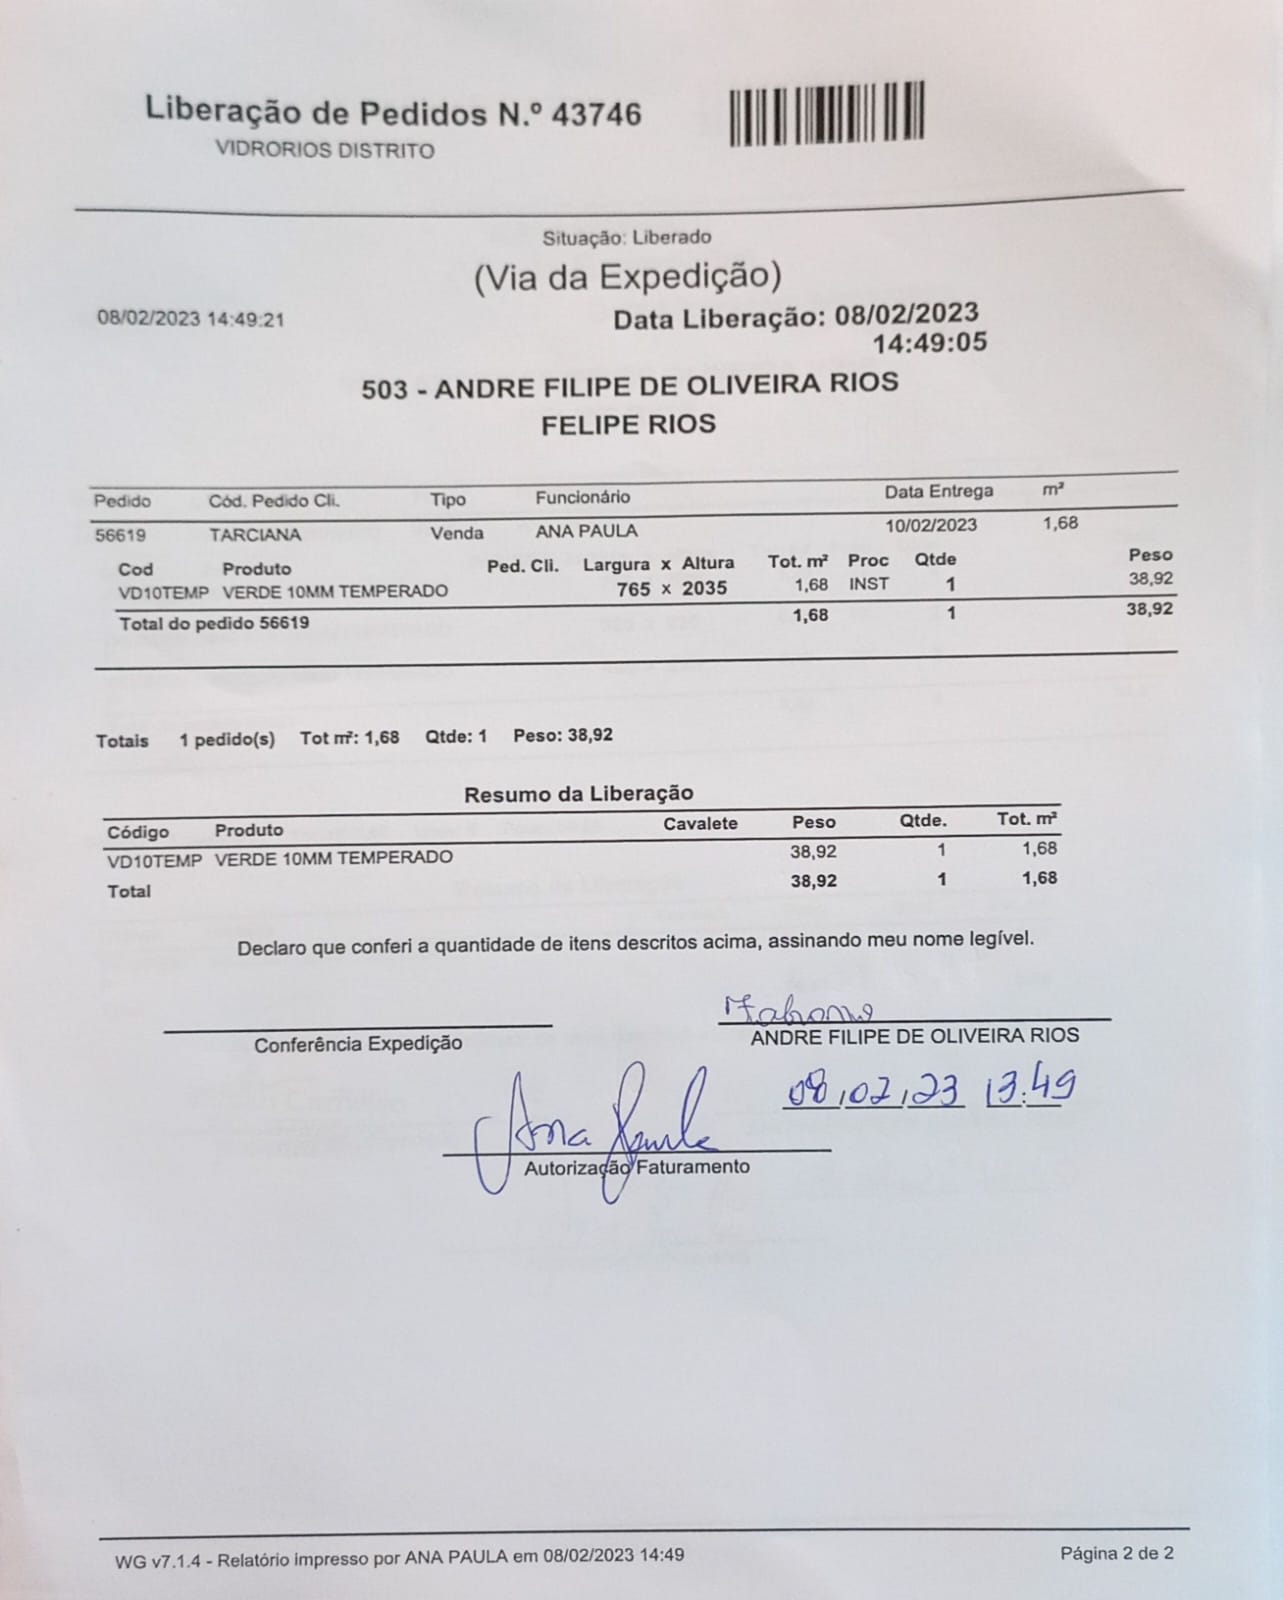 Liberação de Pedidos N.º 43746
VIDRORIOS DISTRITO
Situação: Liberado
(Via da Expedição)
08/02/2023 14:49:21
Data Liberação: 08/02/2023
14:49:05
503 - ANDRE FILIPE DE OLIVEIRA RIOS
FELIPE RIOS
Pedido Cód. Pedido Cli. Tipo Funcionário Data Entrega m²
56619 TARCIANA Venda ANA PAULA 10/02/2023 1,68
Cod Produto Ped. Cli. Largura x Altura Tot. m² Proc Qtde Peso
VD10TEMP VERDE 10MM TEMPERADO 765 x 2035 1,68 INST 1 38,92
Total do pedido 56619 1,68 1 38,92
Totais 1 pedido(s) Tot m²: 1,68 Qtde: 1 Peso: 38,92
Resumo da Liberação
Código Produto Cavalete Peso Qtde. Tot. m²
VD10TEMP VERDE 10MM TEMPERADO 38,92 1 1,68
Total 38,92 1 1,68
Declaro que conferi a quantidade de itens descritos acima, assinando meu nome legível.
Conferência Expedição
ANDRE FILIPE DE OLIVEIRA RIOS
08/02/23 13:49
Ana Paula
Autorização Faturamento
WG v7.1.4 - Relatório impresso por ANA PAULA em 08/02/2023 14:49
Página 2 de 2